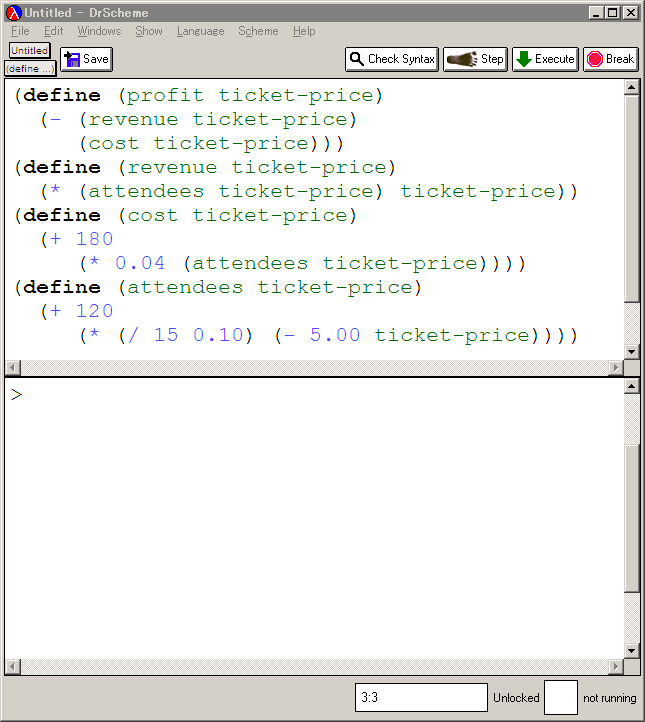 Untitled - DrScheme
File Edit Windows Show Language Scheme Help
Untitled
(define ...)
Save
Check Syntax
Step
Execute
Break
(define (profit ticket-price)
  (- (revenue ticket-price)
     (cost ticket-price)))
(define (revenue ticket-price)
  (* (attendees ticket-price) ticket-price))
(define (cost ticket-price)
  (+ 180
     (* 0.04 (attendees ticket-price))))
(define (attendees ticket-price)
  (+ 120
     (* (/ 15 0.10) (- 5.00 ticket-price))))
>
3:3
Unlocked
not running